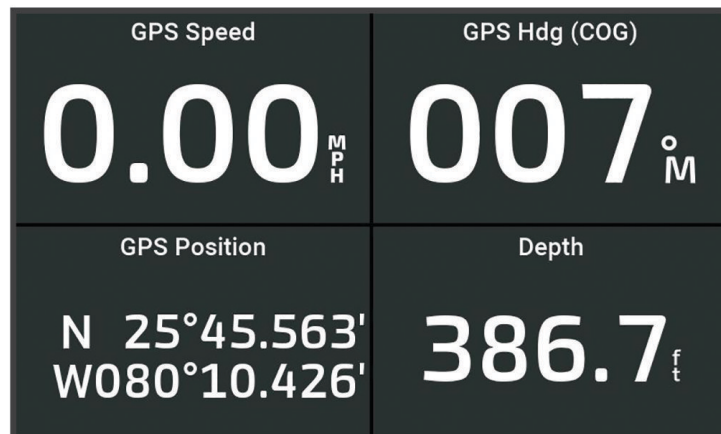 GPS Speed
0.00 MPH
GPS Hdg (COG)
007 °M
GPS Position
N 25°45.563'
W080°10.426'
Depth
386.7 ft